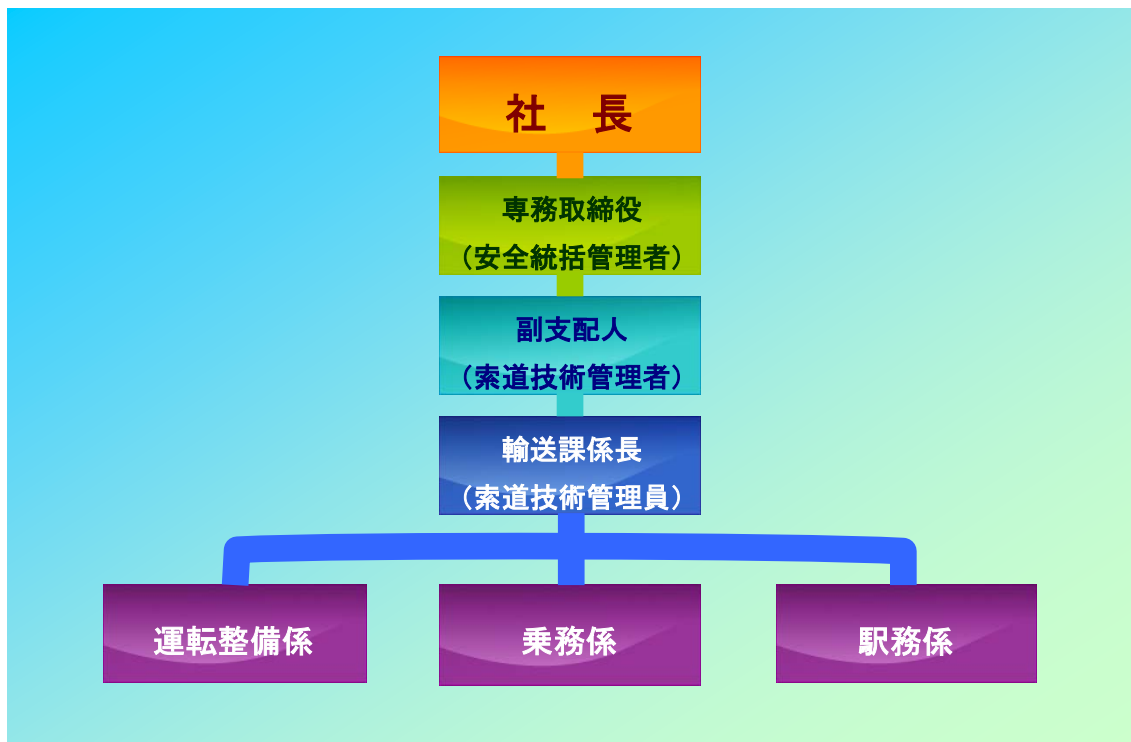 社　長
専務取締役
（安全統括管理者）
副支配人
（索道技術管理者）
輸送課係長
（索道技術管理員）
運転整備係
乗務係
駅務係